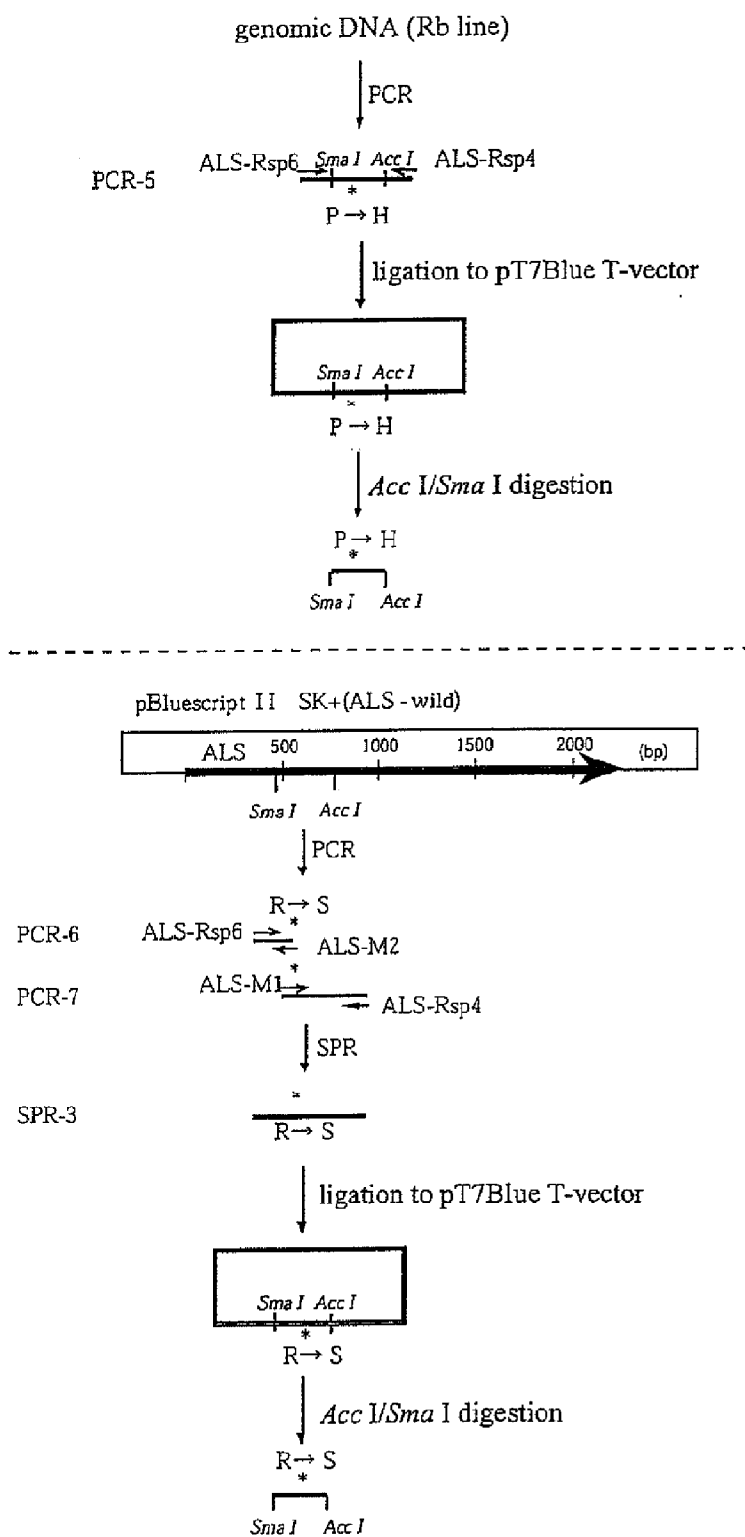 genomic DNA (Rb line)
PCR
ALS-Rsp6 Sma I Acc I ALS-Rsp4
PCR-5
*
P → H
ligation to pT7Blue T-vector
Sma I Acc I
*
P → H
Acc I/Sma I digestion
P → H
*
Sma I Acc I
pBluescript II SK+(ALS - wild)
ALS 500 1000 1500 2000 (bp)
Sma I Acc I
PCR
R → S
*
PCR-6 ALS-Rsp6 ALS-M2
*
PCR-7 ALS-M1 ALS-Rsp4
SPR
*
SPR-3
R → S
ligation to pT7Blue T-vector
Sma I Acc I
*
R → S
Acc I/Sma I digestion
R → S
*
Sma I Acc I